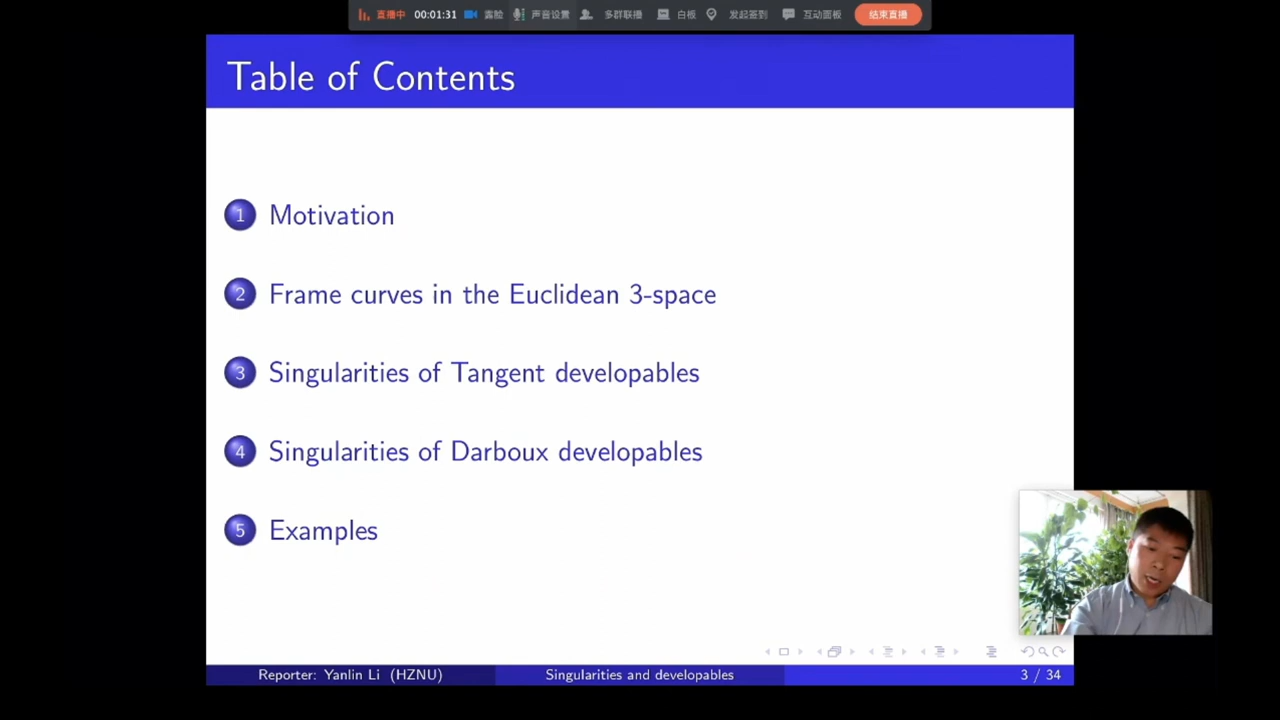 直播中 00:01:31 露脸 声音设置 多群联播 白板 发起签到 互动面板 结束直播
Table of Contents
1 Motivation
2 Frame curves in the Euclidean 3-space
3 Singularities of Tangent developables
4 Singularities of Darboux developables
5 Examples
Reporter: Yanlin Li (HZNU) Singularities and developables 3 / 34